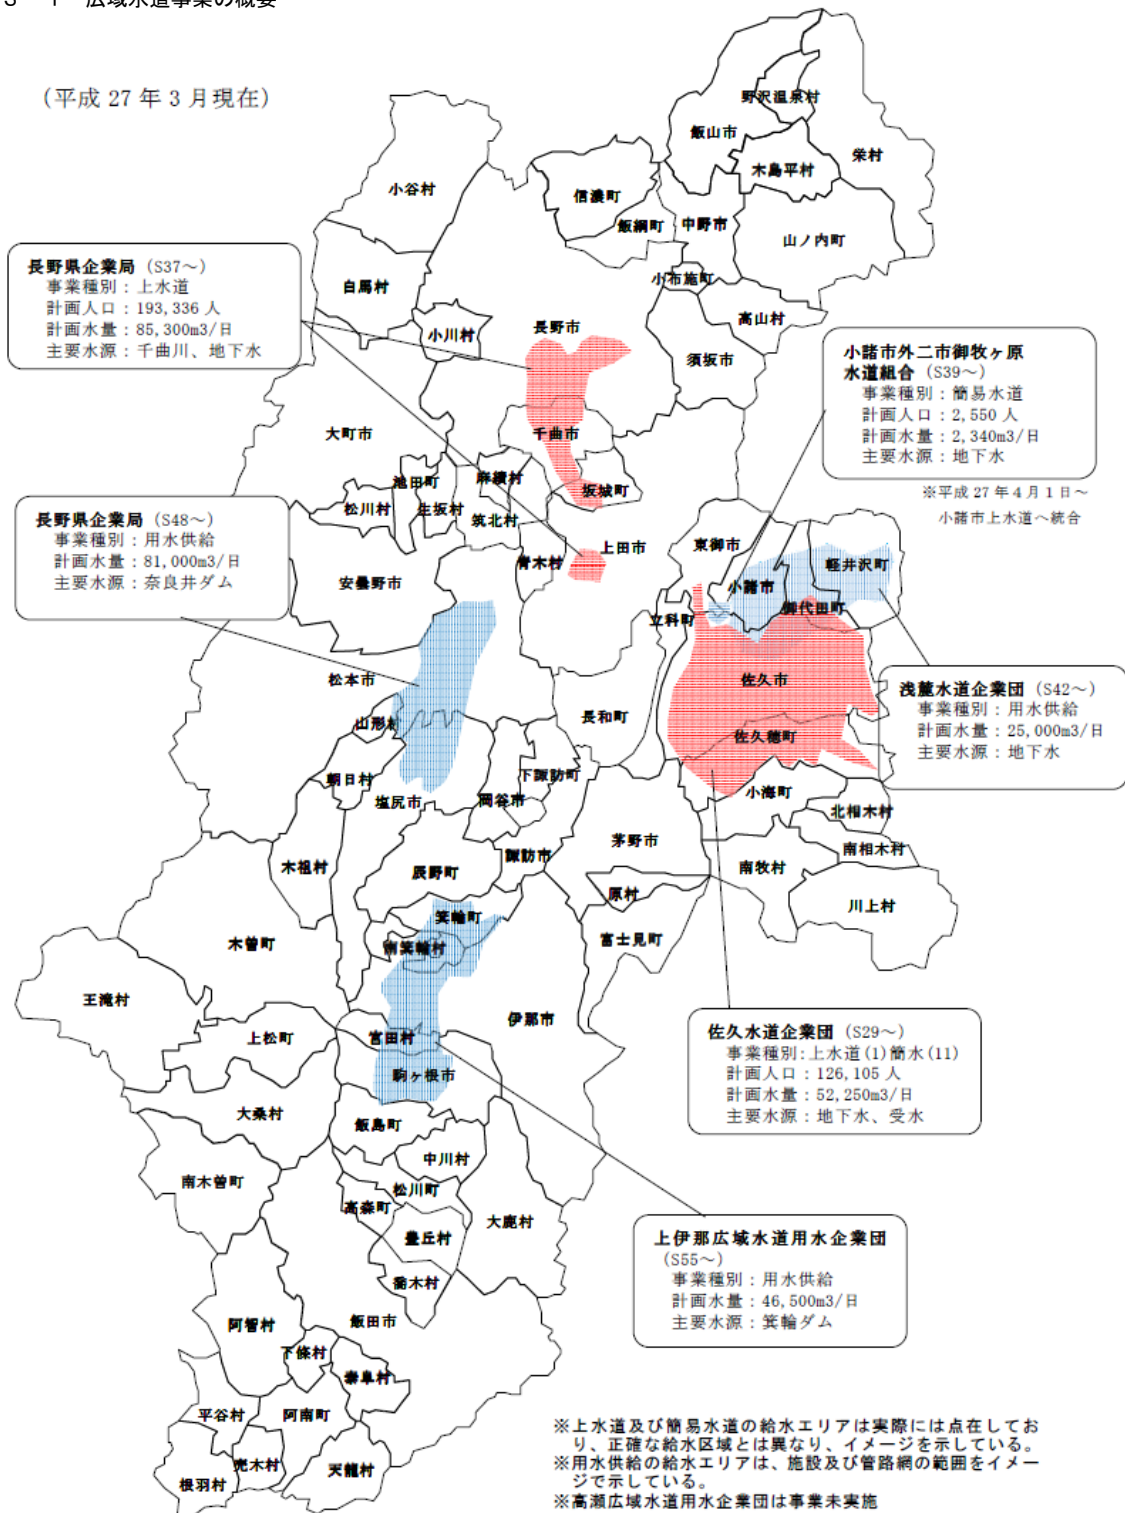 広域水道事業の概要
（平成 27 年 3 月現在）
野沢温泉村
飯山市
木島平村
栄村
小谷村
信濃町
飯綱町
中野市
山ノ内町
長野県企業局（S37～）
事業種別：上水道
計画人口：193,336 人
計画水量：85,300m3/日
主要水源：千曲川、地下水
白馬村
小布施町
高山村
小川村
長野市
須坂市
小諸市外二市御牧ヶ原
水道組合（S39～）
事業種別：簡易水道
計画人口：2,550 人
計画水量：2,340m3/日
主要水源：地下水
※平成 27 年 4 月 1 日～
小諸市上水道へ統合
大町市
千曲市
池田町
麻績村
坂城町
松川村
生坂村
筑北村
長野県企業局（S48～）
事業種別：用水供給
計画水量：81,000m3/日
主要水源：奈良井ダム
青木村
上田市
東御市
軽井沢町
安曇野市
小諸市
御代田町
立科町
松本市
佐久市
浅麓水道企業団（S42～）
事業種別：用水供給
計画水量：25,000m3/日
主要水源：地下水
山形村
長和町
佐久穂町
朝日村
下諏訪町
塩尻市
岡谷市
小海町
北相木村
茅野市
南相木村
木祖村
辰野町
諏訪市
南牧村
原村
川上村
箕輪町
木曽町
南箕輪村
富士見町
王滝村
伊那市
上松町
宮田村
佐久水道企業団（S29～）
事業種別：上水道(1)簡水(11)
計画人口：126,105 人
計画水量：52,250m3/日
主要水源：地下水、受水
駒ヶ根市
大桑村
飯島町
中川村
南木曽町
松川町
高森町
大鹿村
豊丘村
上伊那広域水道用水企業団
（S55～）
事業種別：用水供給
計画水量：46,500m3/日
主要水源：箕輪ダム
喬木村
阿智村
飯田市
下條村
泰阜村
平谷村
阿南町
売木村
天龍村
根羽村
※上水道及び簡易水道の給水エリアは実際には点在してお
り、正確な給水区域とは異なり、イメージを示している。
※用水供給の給水エリアは、施設及び管路網の範囲をイメー
ジで示している。
※高瀬広域水道用水企業団は事業未実施